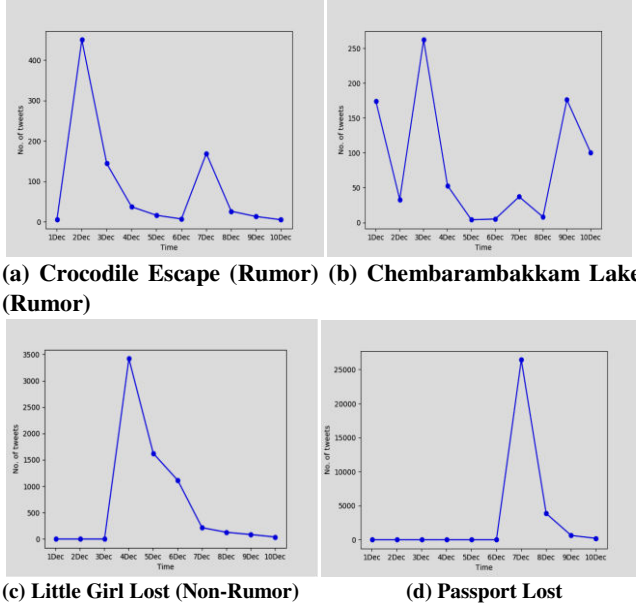 400
300
200
100
0
No. of tweets
1Dec 2Dec 3Dec 4Dec 5Dec 6Dec 7Dec 8Dec 9Dec 10Dec
Time
250
200
150
100
50
0
No. of tweets
1Dec 2Dec 3Dec 4Dec 5Dec 6Dec 7Dec 8Dec 9Dec 10Dec
Time
(a) Crocodile Escape (Rumor) (b) Chembarambakkam Lake
(Rumor)
3500
3000
2500
2000
1500
1000
500
0
No. of tweets
1Dec 2Dec 3Dec 4Dec 5Dec 6Dec 7Dec 8Dec 9Dec 10Dec
Time
25000
20000
15000
10000
5000
0
No. of tweets
1Dec 2Dec 3Dec 4Dec 5Dec 6Dec 7Dec 8Dec 9Dec 10Dec
Time
(c) Little Girl Lost (Non-Rumor) (d) Passport Lost